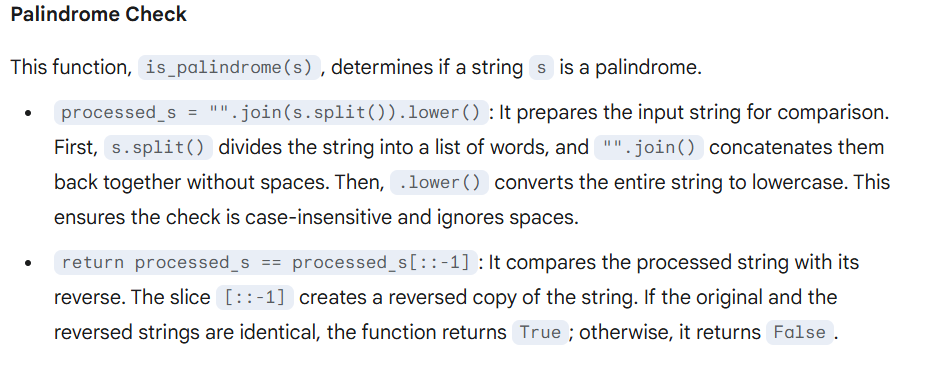 Palindrome Check
This function, is_palindrome(s), determines if a string s is a palindrome.
• processed_s = "".join(s.split()).lower(): It prepares the input string for comparison.
First, s.split() divides the string into a list of words, and "".join() concatenates them
back together without spaces. Then, .lower() converts the entire string to lowercase. This
ensures the check is case-insensitive and ignores spaces.
• return processed_s == processed_s[::-1]: It compares the processed string with its
reverse. The slice [::-1] creates a reversed copy of the string. If the original and the
reversed strings are identical, the function returns True; otherwise, it returns False.